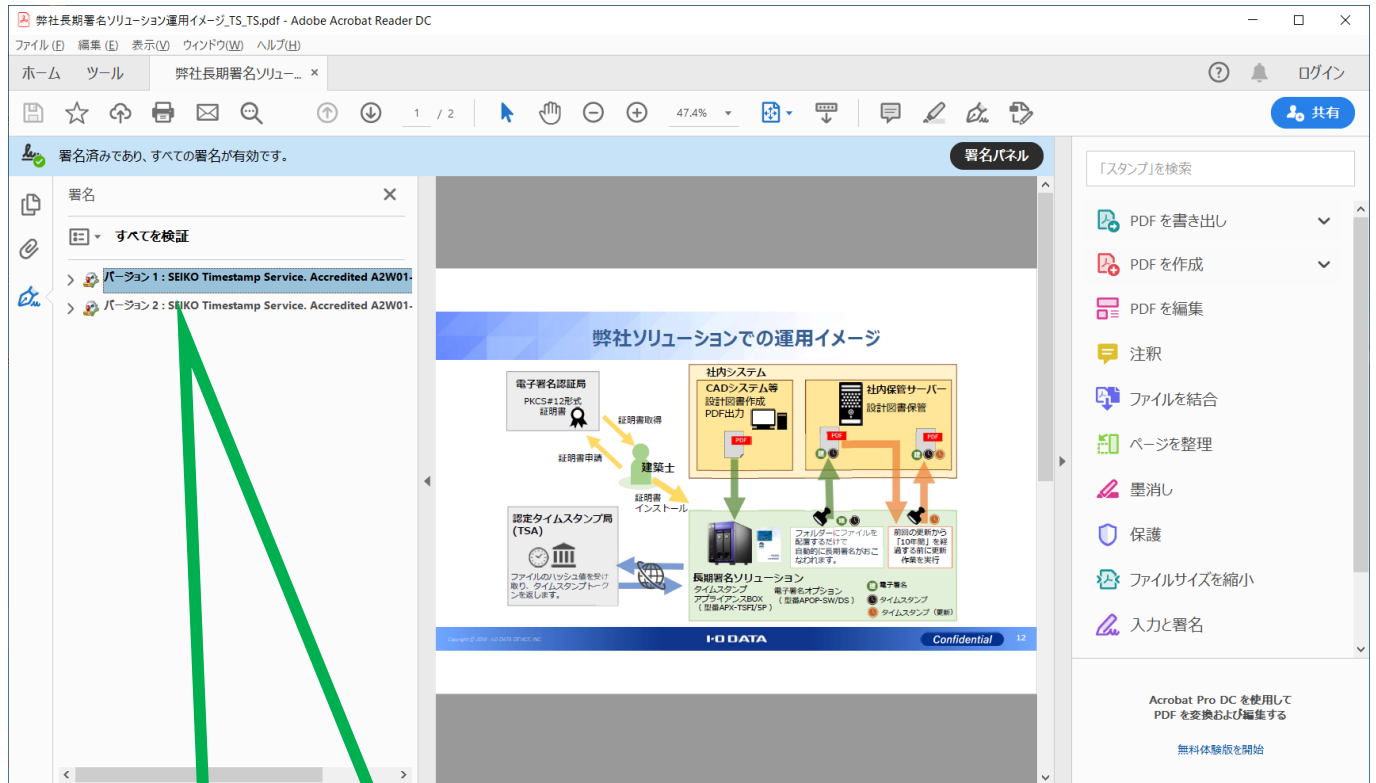 弊社長期署名ソリューション運用イメージ_TS_TS.pdf - Adobe Acrobat Reader DC
ファイル(F) 編集(E) 表示(V) ウィンドウ(W) ヘルプ(H)
ホーム ツール 弊社長期署名ソリュー... × ログイン
1 / 2 47.4% 共有
署名済みであり、すべての署名が有効です。 署名パネル
署名
すべてを検証
バージョン 1 : SEIKO Timestamp Service. Accredited A2W01-
バージョン 2 : SEIKO Timestamp Service. Accredited A2W01-
弊社ソリューションでの運用イメージ
電子署名認証局
PKCS#12形式
証明書
証明書取得
証明書申請
建築士
証明書
インストール
社内システム
CADシステム等
設計図書作成
PDF出力
PDF
社内保管サーバー
設計図書保管
PDF
PDF
認定タイムスタンプ局
(TSA)
ファイルのハッシュ値を受け
取り、タイムスタンプトーク
ンを返します。
フォルダーにファイルを
配置するだけで
自動的に長期署名がおこ
なわれます。
前回の更新から
「10年間」を経
過する前に更新
作業を実行
長期署名ソリューション
タイムスタンプ
アプライアンスBOX
(型番APX-TSFI/SP)
電子署名オプション
(型番APOP-SW/DS)
電子署名
タイムスタンプ
タイムスタンプ(更新)
I-O DATA
Confidential 12
「スタンプ」を検索
PDF を書き出し
PDF を作成
PDF を編集
注釈
ファイルを結合
ページを整理
墨消し
保護
ファイルサイズを縮小
入力と署名
Acrobat Pro DC を使用して
PDF を変換および編集する
無料体験版を開始